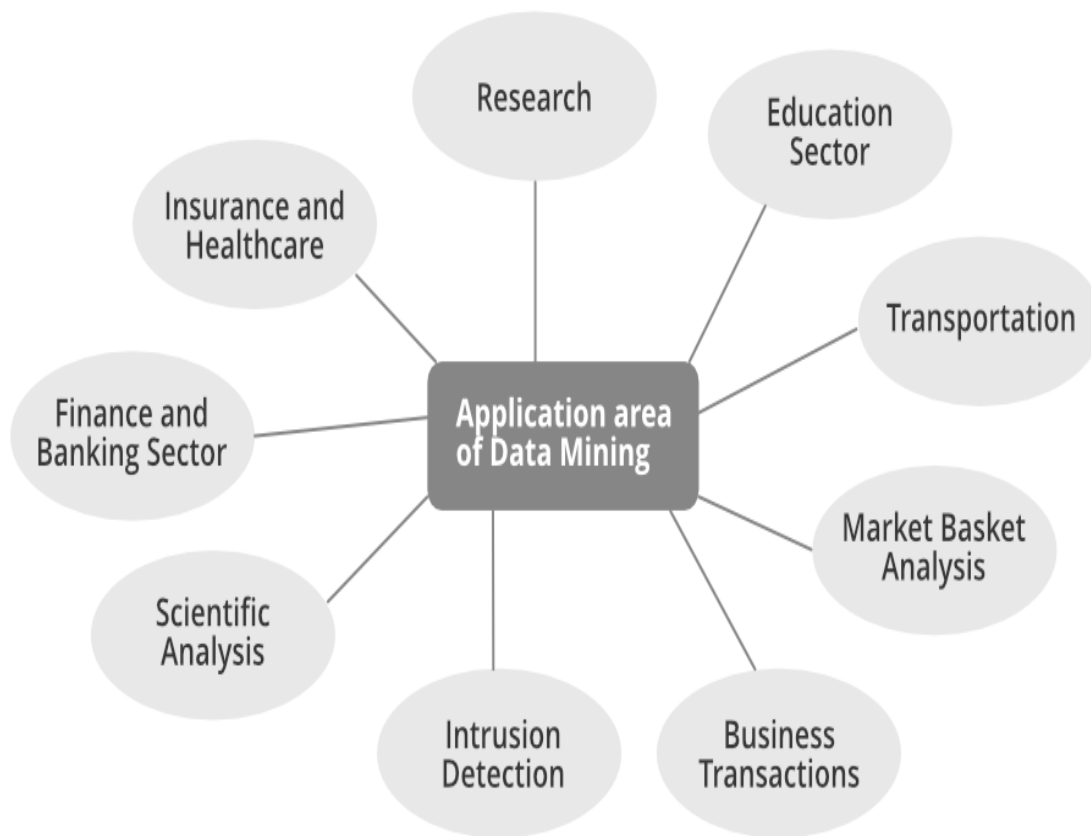 Research
Education
Sector
Insurance and
Healthcare
Transportation
Application area
of Data Mining
Finance and
Banking Sector
Market Basket
Analysis
Scientific
Analysis
Intrusion
Detection
Business
Transactions